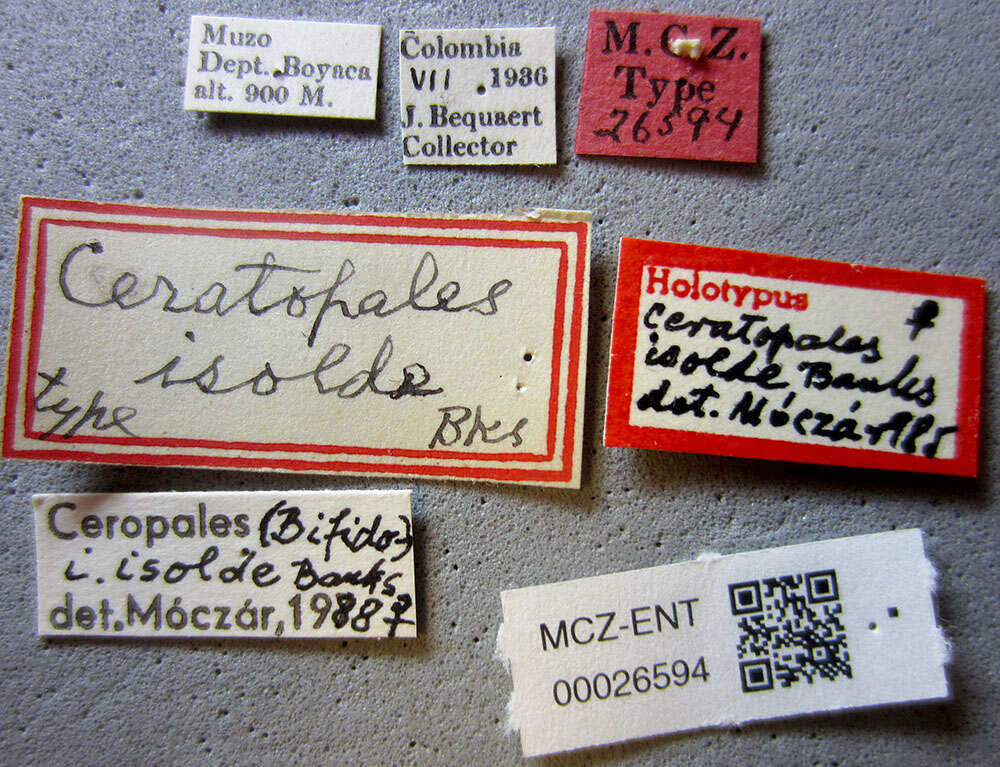 Muzo
Dept. Boyaca
alt. 900 M.
Colombia
VII . 1936
J. Bequaert
Collector
M.C.Z.
Type
26594
Ceratopales
isolde
type
Bks
Holotypus
♀
Ceratopales
isolde Banks
det. Móczár 1985
Ceropales (Bifido-)
i. isolde Banks
det. Móczár, 1988 ♀
MCZ-ENT
00026594